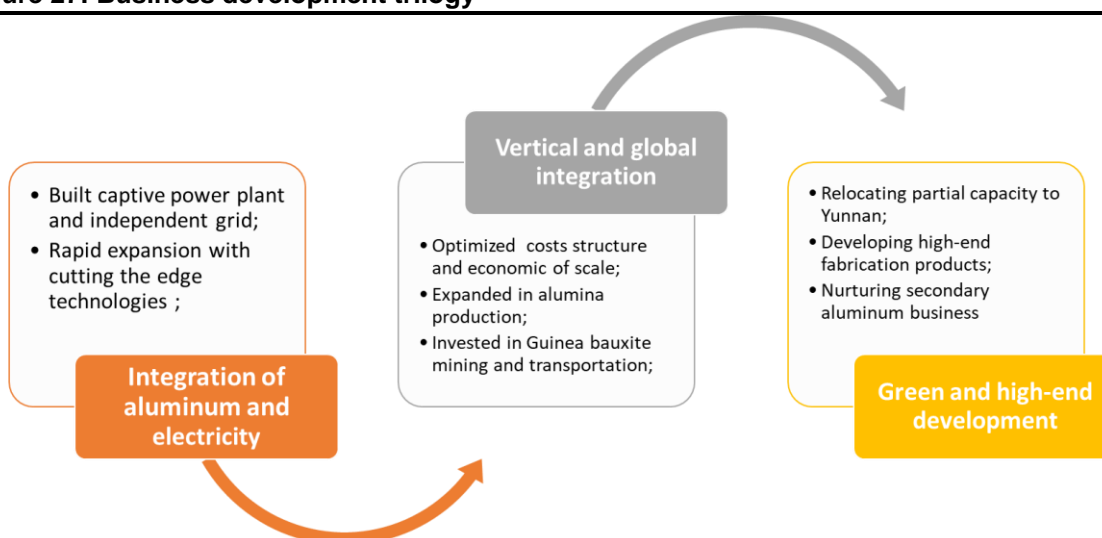 Business development trilogy
• Built captive power plant
and independent grid;
• Rapid expansion with
cutting the edge
technologies ;
Integration of
aluminum and
electricity
Vertical and global
integration
• Optimized costs structure
and economic of scale;
• Expanded in alumina
production;
• Invested in Guinea bauxite
mining and transportation;
• Relocating partial capacity to
Yunnan;
• Developing high-end
fabrication products;
• Nurturing secondary
aluminum business
Green and high-end
development